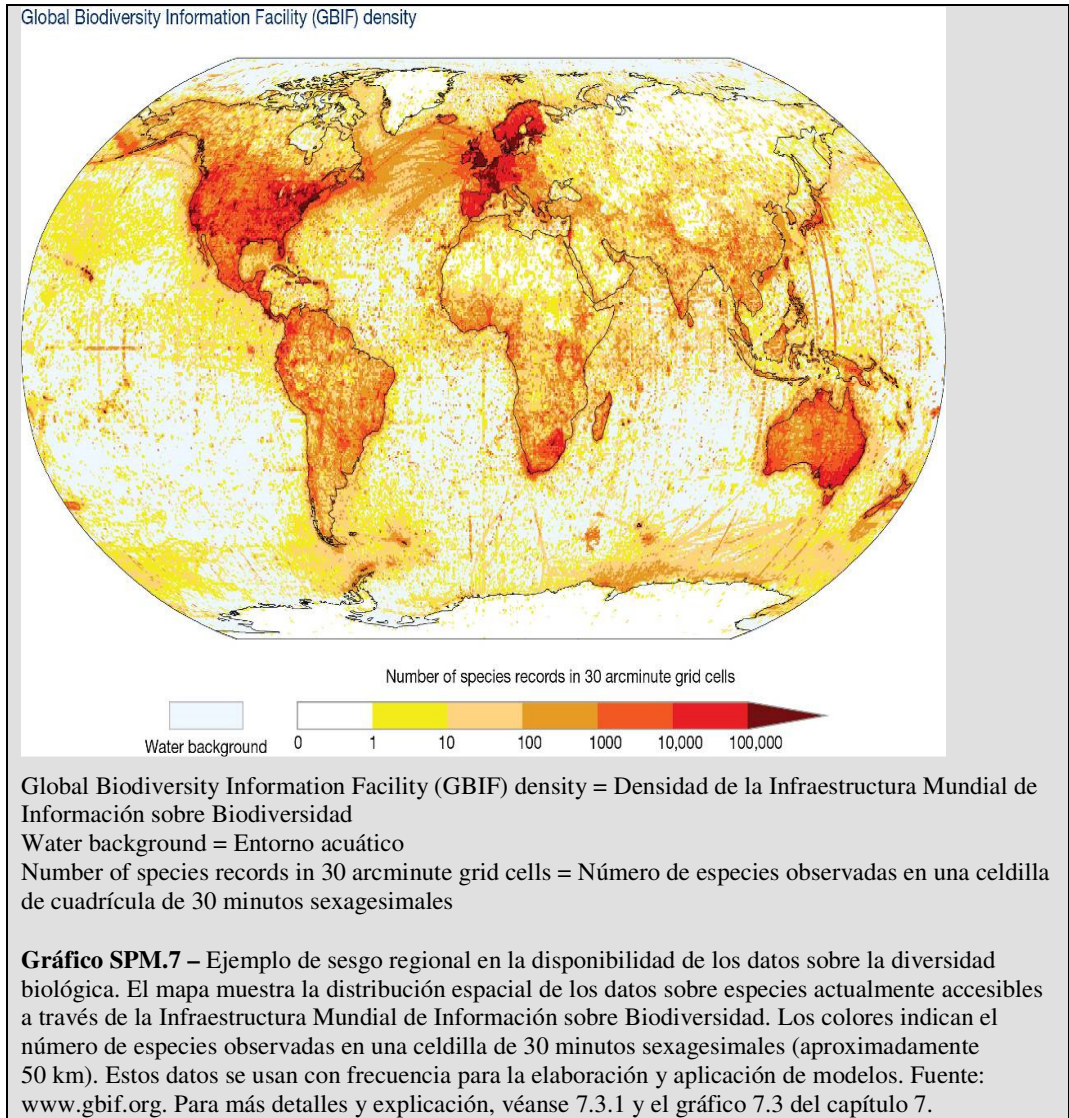 Global Biodiversity Information Facility (GBIF) density
Number of species records in 30 arcminute grid cells
Water background 0 1 10 100 1000 10,000 100,000
Global Biodiversity Information Facility (GBIF) density = Densidad de la Infraestructura Mundial de
Información sobre Biodiversidad
Water background = Entorno acuático
Number of species records in 30 arcminute grid cells = Número de especies observadas en una celdilla
de cuadrícula de 30 minutos sexagesimales
Gráfico SPM.7 – Ejemplo de sesgo regional en la disponibilidad de los datos sobre la diversidad
biológica. El mapa muestra la distribución espacial de los datos sobre especies actualmente accesibles
a través de la Infraestructura Mundial de Información sobre Biodiversidad. Los colores indican el
número de especies observadas en una celdilla de 30 minutos sexagesimales (aproximadamente
50 km). Estos datos se usan con frecuencia para la elaboración y aplicación de modelos. Fuente:
www.gbif.org. Para más detalles y explicación, véanse 7.3.1 y el gráfico 7.3 del capítulo 7.